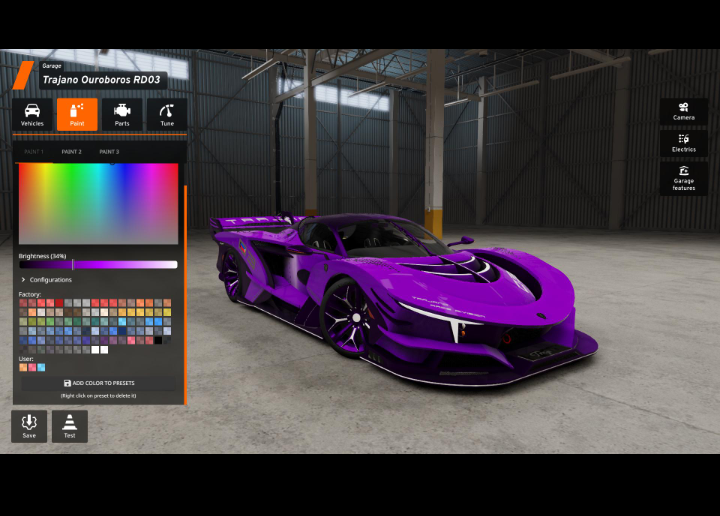 Garage
Trajano Ouroboros RD03
Vehicles
Paint
Parts
Tune
PAINT 1
PAINT 2
PAINT 3
Brightness (34%)
Configurations
Factory:
User:
ADD COLOR TO PRESETS
(Right click on preset to delete it)
Save
Test
Camera
Electrics
Garage
features